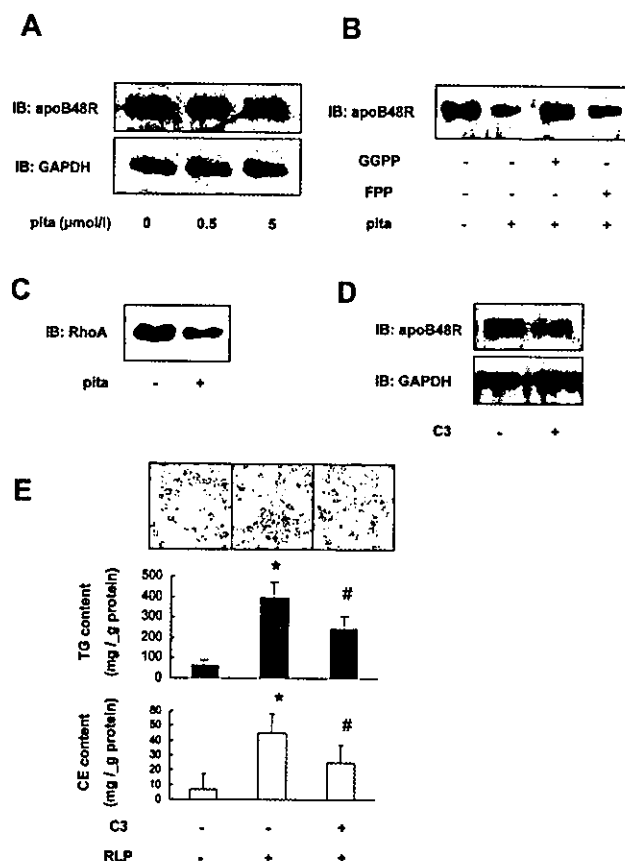 A
IB: apoB48R
IB: GAPDH
pita (µmol/l) 0 0.5 5
B
IB: apoB48R
GGPP - - + -
FPP - - - +
pita - + + +
C
IB: RhoA
pita - +
D
IB: apoB48R
IB: GAPDH
C3 - +
E
TG content
(mg /_g protein)
500
400
300
200
100
0
* #
CE content
(mg /_g protein)
60
50
40
30
20
10
0
* #
C3 - - +
RLP - + +